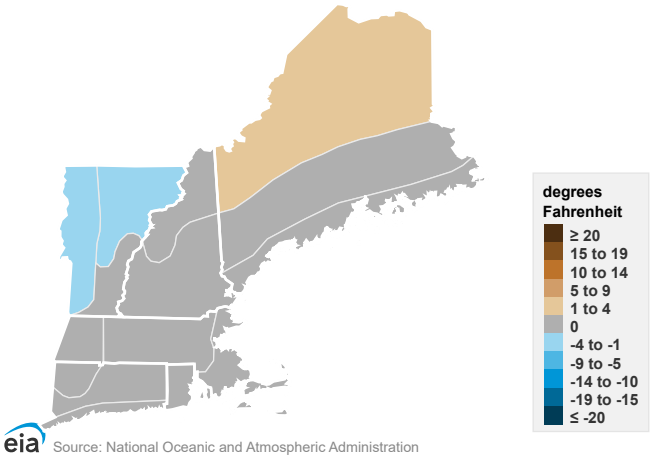 degrees
Fahrenheit
≥ 20
15 to 19
10 to 14
5 to 9
1 to 4
0
-4 to -1
-9 to -5
-14 to -10
-19 to -15
≤ -20
eia
Source: National Oceanic and Atmospheric Administration